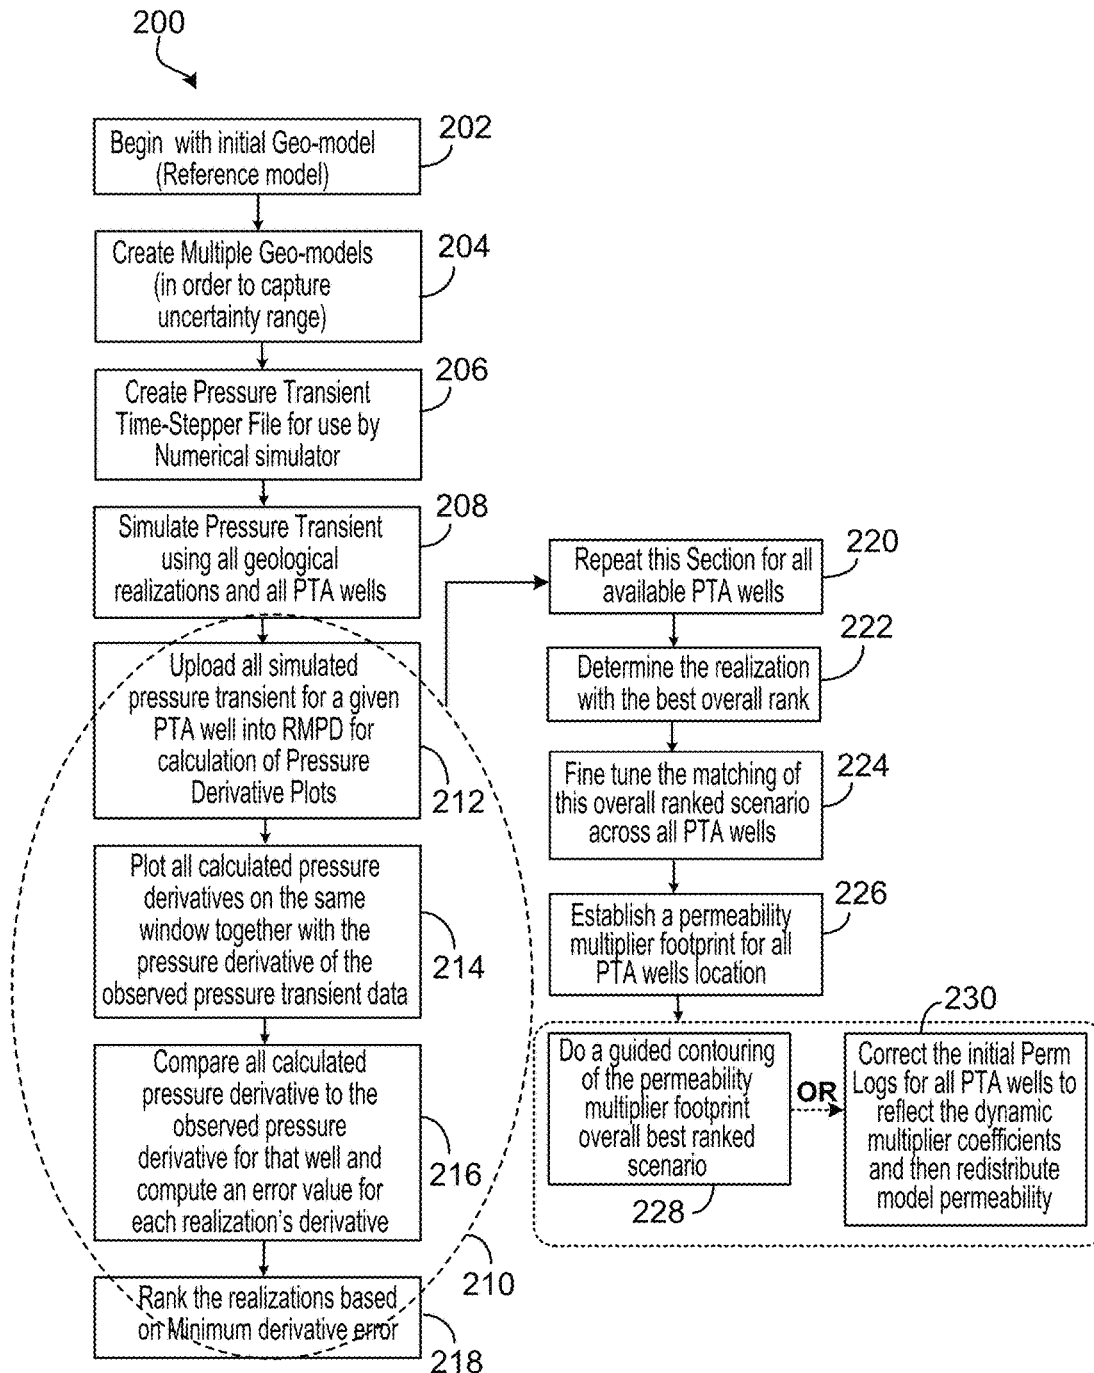 200
Begin with initial Geo-model
(Reference model)
202
Create Multiple Geo-models
(in order to capture
uncertainty range)
204
Create Pressure Transient
Time-Stepper File for use by
Numerical simulator
206
Simulate Pressure Transient
using all geological
realizations and all PTA wells
208
Upload all simulated
pressure transient for a given
PTA well into RMPD for
calculation of Pressure
Derivative Plots
212
Plot all calculated pressure
derivatives on the same
window together with the
pressure derivative of the
observed pressure transient data
214
Compare all calculated
pressure derivative to the
observed pressure
derivative for that well and
compute an error value for
each realization's derivative
216
210
Rank the realizations based
on Minimum derivative error
218
Repeat this Section for all
available PTA wells
220
Determine the realization
with the best overall rank
222
Fine tune the matching of
this overall ranked scenario
across all PTA wells
224
Establish a permeability
multiplier footprint for all
PTA wells location
226
Do a guided contouring
of the permeability
multiplier footprint
overall best ranked
scenario
228
OR
230
Correct the initial Perm
Logs for all PTA wells to
reflect the dynamic
multiplier coefficients
and then redistribute
model permeability